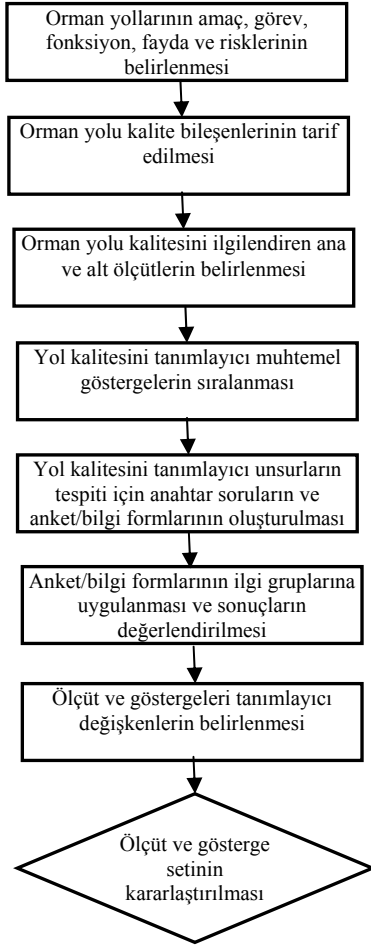 Orman yollarının amaç, görev,
fonksiyon, fayda ve risklerinin
belirlenmesi
Orman yolu kalite bileşenlerinin tarif
edilmesi
Orman yolu kalitesini ilgilendiren ana
ve alt ölçütlerin belirlenmesi
Yol kalitesini tanımlayıcı muhtemel
göstergelerin sıralanması
Yol kalitesini tanımlayıcı unsurların
tespiti için anahtar soruların ve
anket/bilgi formlarının oluşturulması
Anket/bilgi formlarının ilgi gruplarına
uygulanması ve sonuçların
değerlendirilmesi
Ölçüt ve göstergeleri tanımlayıcı
değişkenlerin belirlenmesi
Ölçüt ve gösterge
setinin
kararlaştırılması